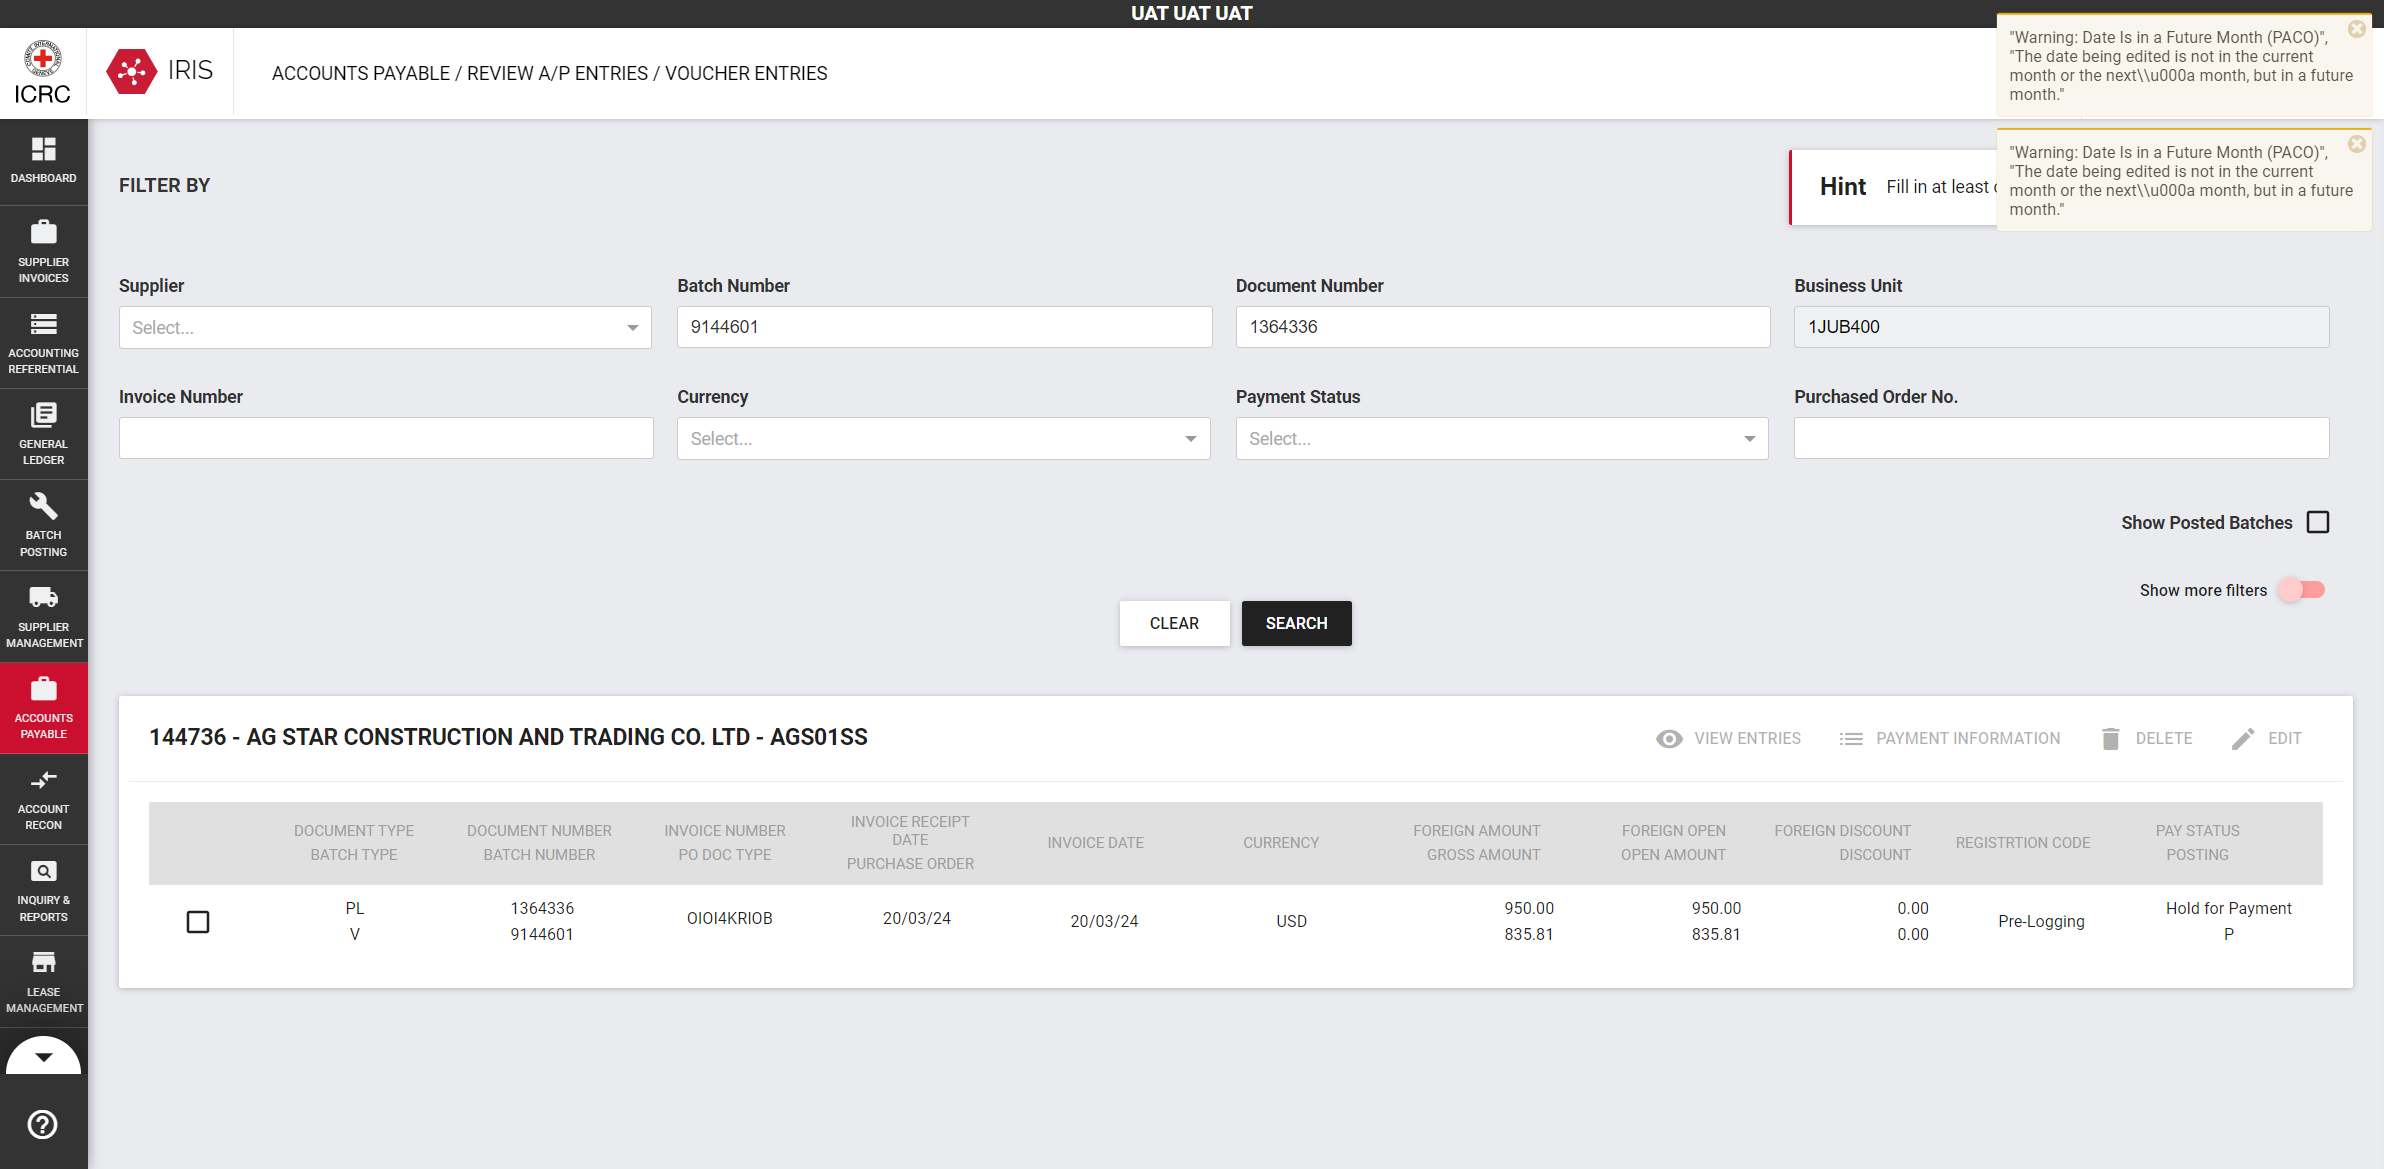 UAT UAT UAT
ICRC
IRIS
ACCOUNTS PAYABLE / REVIEW A/P ENTRIES / VOUCHER ENTRIES
"Warning: Date Is in a Future Month (PACO)",
"The date being edited is not in the current
month or the next\\u000a month, but in a future
month."
"Warning: Date Is in a Future Month (PACO)",
"The date being edited is not in the current
month or the next\\u000a month, but in a future
month."
DASHBOARD
SUPPLIER
INVOICES
ACCOUNTING
REFERENTIAL
GENERAL
LEDGER
BATCH
POSTING
SUPPLIER
MANAGEMENT
ACCOUNTS
PAYABLE
ACCOUNT
RECON
INQUIRY &
REPORTS
LEASE
MANAGEMENT
FILTER BY
Hint Fill in at least
Supplier
Select...
Batch Number
9144601
Document Number
1364336
Business Unit
1JUB400
Invoice Number
Currency
Select...
Payment Status
Select...
Purchased Order No.
Show Posted Batches
Show more filters
CLEAR
SEARCH
144736 - AG STAR CONSTRUCTION AND TRADING CO. LTD - AGS01SS
VIEW ENTRIES
PAYMENT INFORMATION
DELETE
EDIT
DOCUMENT TYPE
BATCH TYPE
DOCUMENT NUMBER
BATCH NUMBER
INVOICE NUMBER
PO DOC TYPE
INVOICE RECEIPT
DATE
PURCHASE ORDER
INVOICE DATE
CURRENCY
FOREIGN AMOUNT
GROSS AMOUNT
FOREIGN OPEN
OPEN AMOUNT
FOREIGN DISCOUNT
DISCOUNT
REGISTRTION CODE
PAY STATUS
POSTING
PL
V
1364336
9144601
OIOI4KRIOB
20/03/24
20/03/24
USD
950.00
835.81
950.00
835.81
0.00
0.00
Pre-Logging
Hold for Payment
P